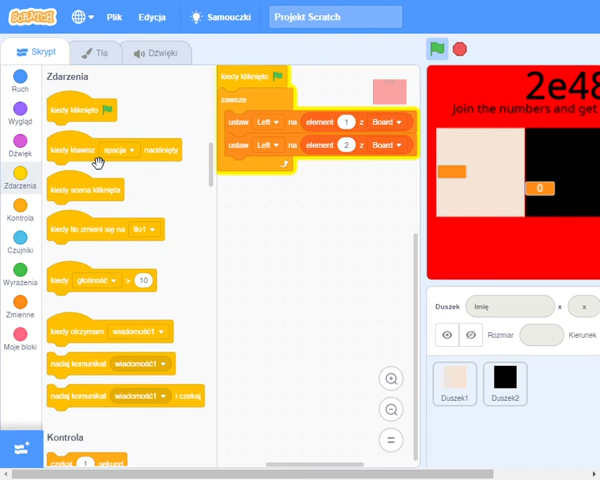 SCRATCH
Plik
Edycja
Samouczki
Projekt Scratch
Skrypt
Tła
Dźwięki
Ruch
Wygląd
Dźwięk
Zdarzenia
Kontrola
Czujniki
Wyrażenia
Zmienne
Moje bloki
Zdarzenia
kiedy kliknięto
kiedy klawisz spacja naciśnięty
kiedy scena kliknięta
kiedy tło zmieni się na tło1
kiedy głośność > 10
kiedy otrzymam wiadomość1
nadaj komunikat wiadomość1
nadaj komunikat wiadomość1 i czekaj
Kontrola
czekaj 1 sekund
kiedy kliknięto
zawsze
ustaw Left na element 1 z Board
ustaw Left na element 2 z Board
2e48
Join the numbers and get
0
Duszek Imię x x
Rozmiar Kierunek
Duszek1
Duszek2